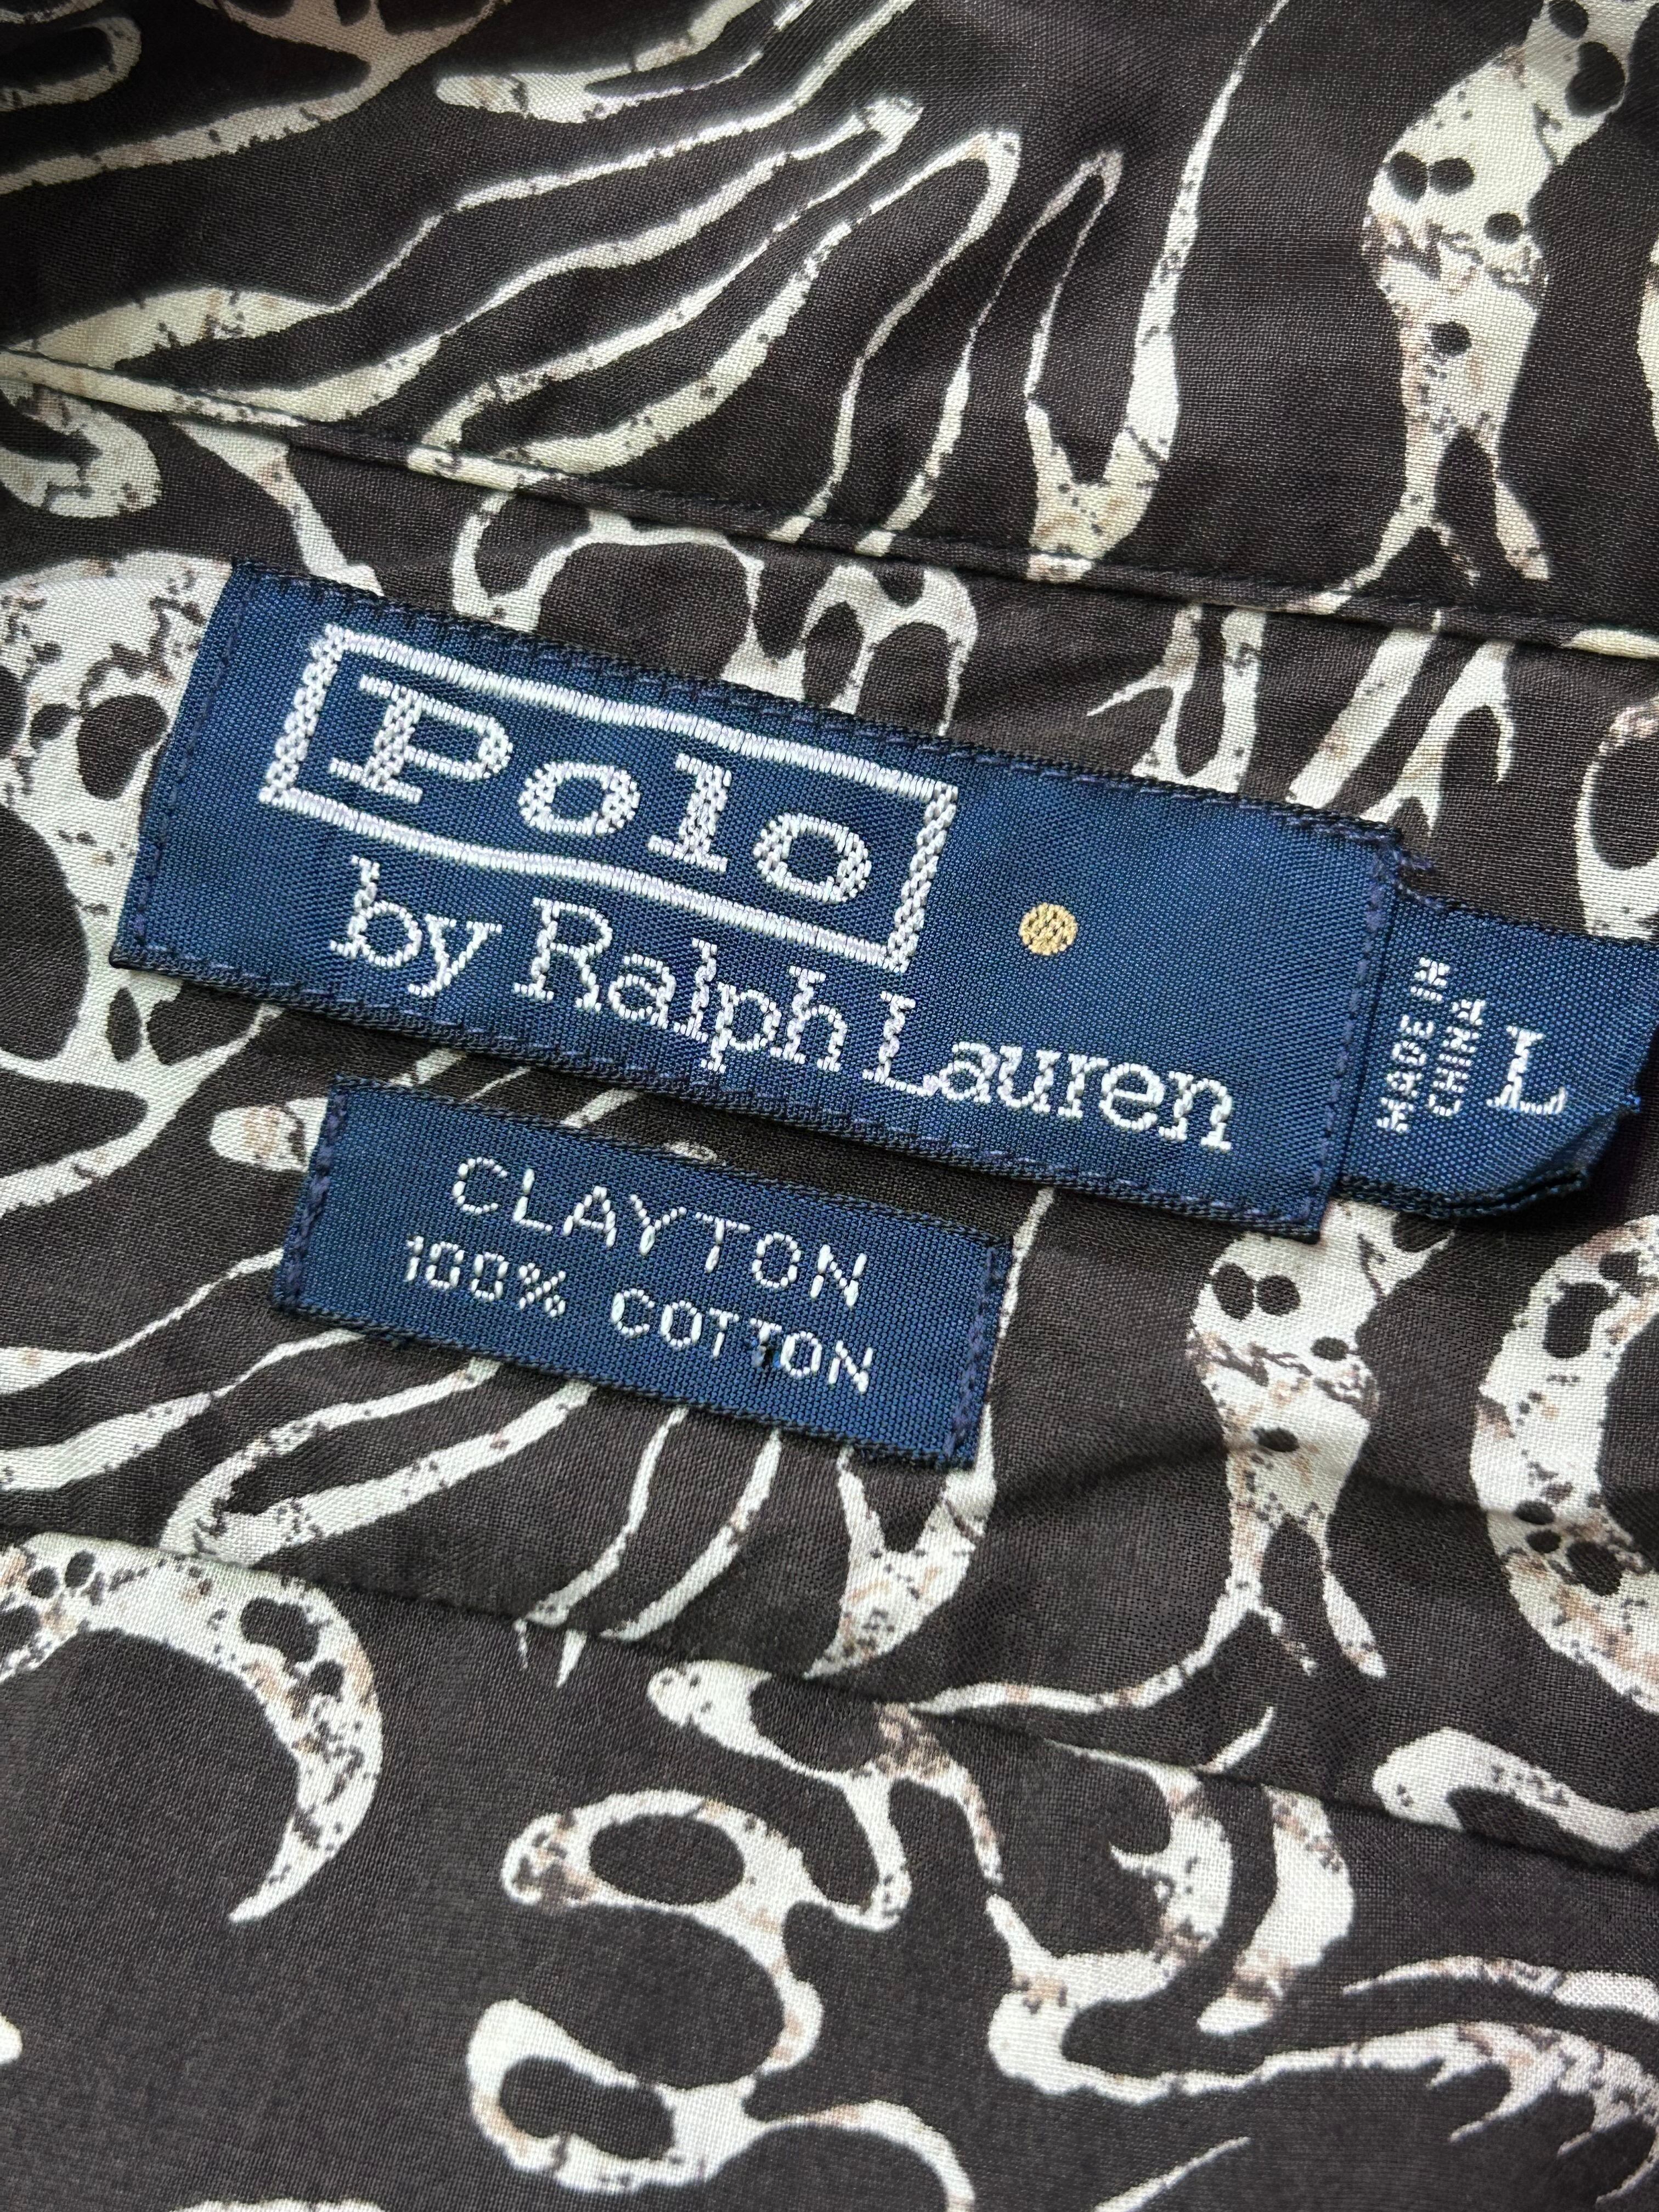 Polo
by Ralph Lauren
MADE IN
CHINA
L
CLAYTON
100% COTTON